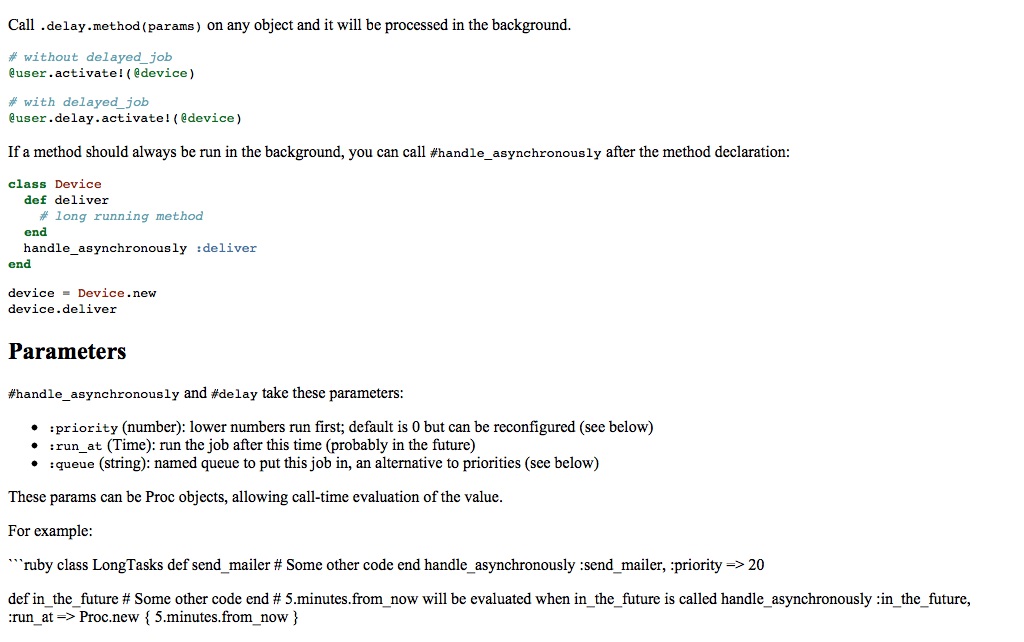 Call .delay.method(params) on any object and it will be processed in the background.
# without delayed_job
@user.activate!(@device)
# with delayed_job
@user.delay.activate!(@device)
If a method should always be run in the background, you can call #handle_asynchronously after the method declaration:
class Device
  def deliver
    # long running method
  end
  handle_asynchronously :deliver
end
device = Device.new
device.deliver
Parameters
#handle_asynchronously and #delay take these parameters:
• :priority (number): lower numbers run first; default is 0 but can be reconfigured (see below)
• :run_at (Time): run the job after this time (probably in the future)
• :queue (string): named queue to put this job in, an alternative to priorities (see below)
These params can be Proc objects, allowing call-time evaluation of the value.
For example:
```ruby class LongTasks def send_mailer # Some other code end handle_asynchronously :send_mailer, :priority => 20
def in_the_future # Some other code end # 5.minutes.from_now will be evaluated when in_the_future is called handle_asynchronously :in_the_future,
:run_at => Proc.new { 5.minutes.from_now }